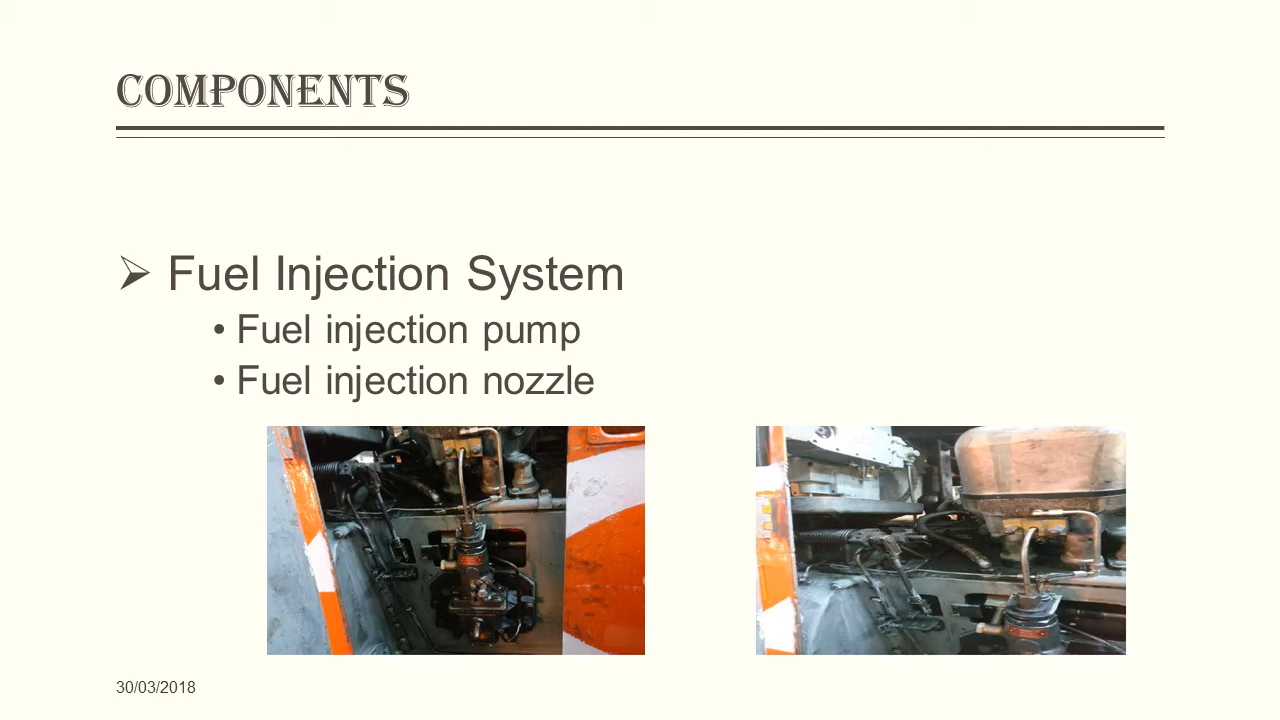 COMPONENTS
➢ Fuel Injection System
• Fuel injection pump
• Fuel injection nozzle
30/03/2018